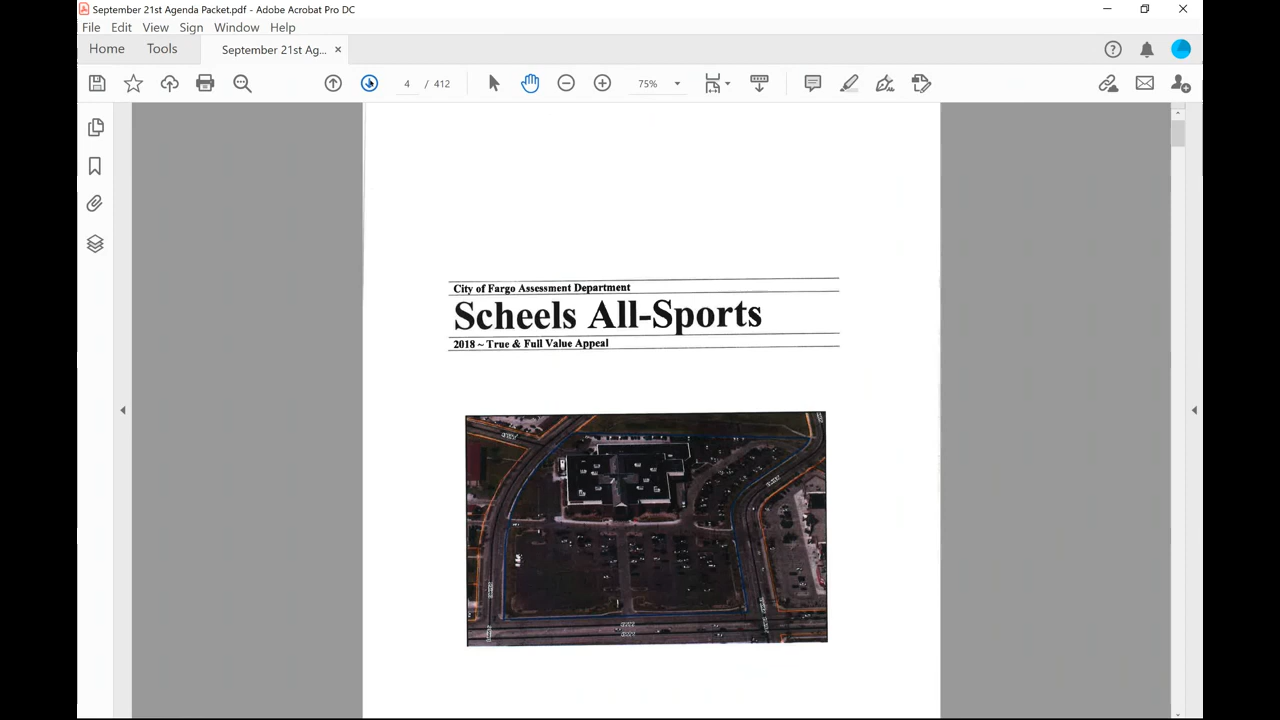 September 21st Agenda Packet.pdf - Adobe Acrobat Pro DC
File Edit View Sign Window Help
Home Tools September 21st Ag... ×
4 / 412 75%
City of Fargo Assessment Department
Scheels All-Sports
2018 ~ True & Full Value Appeal